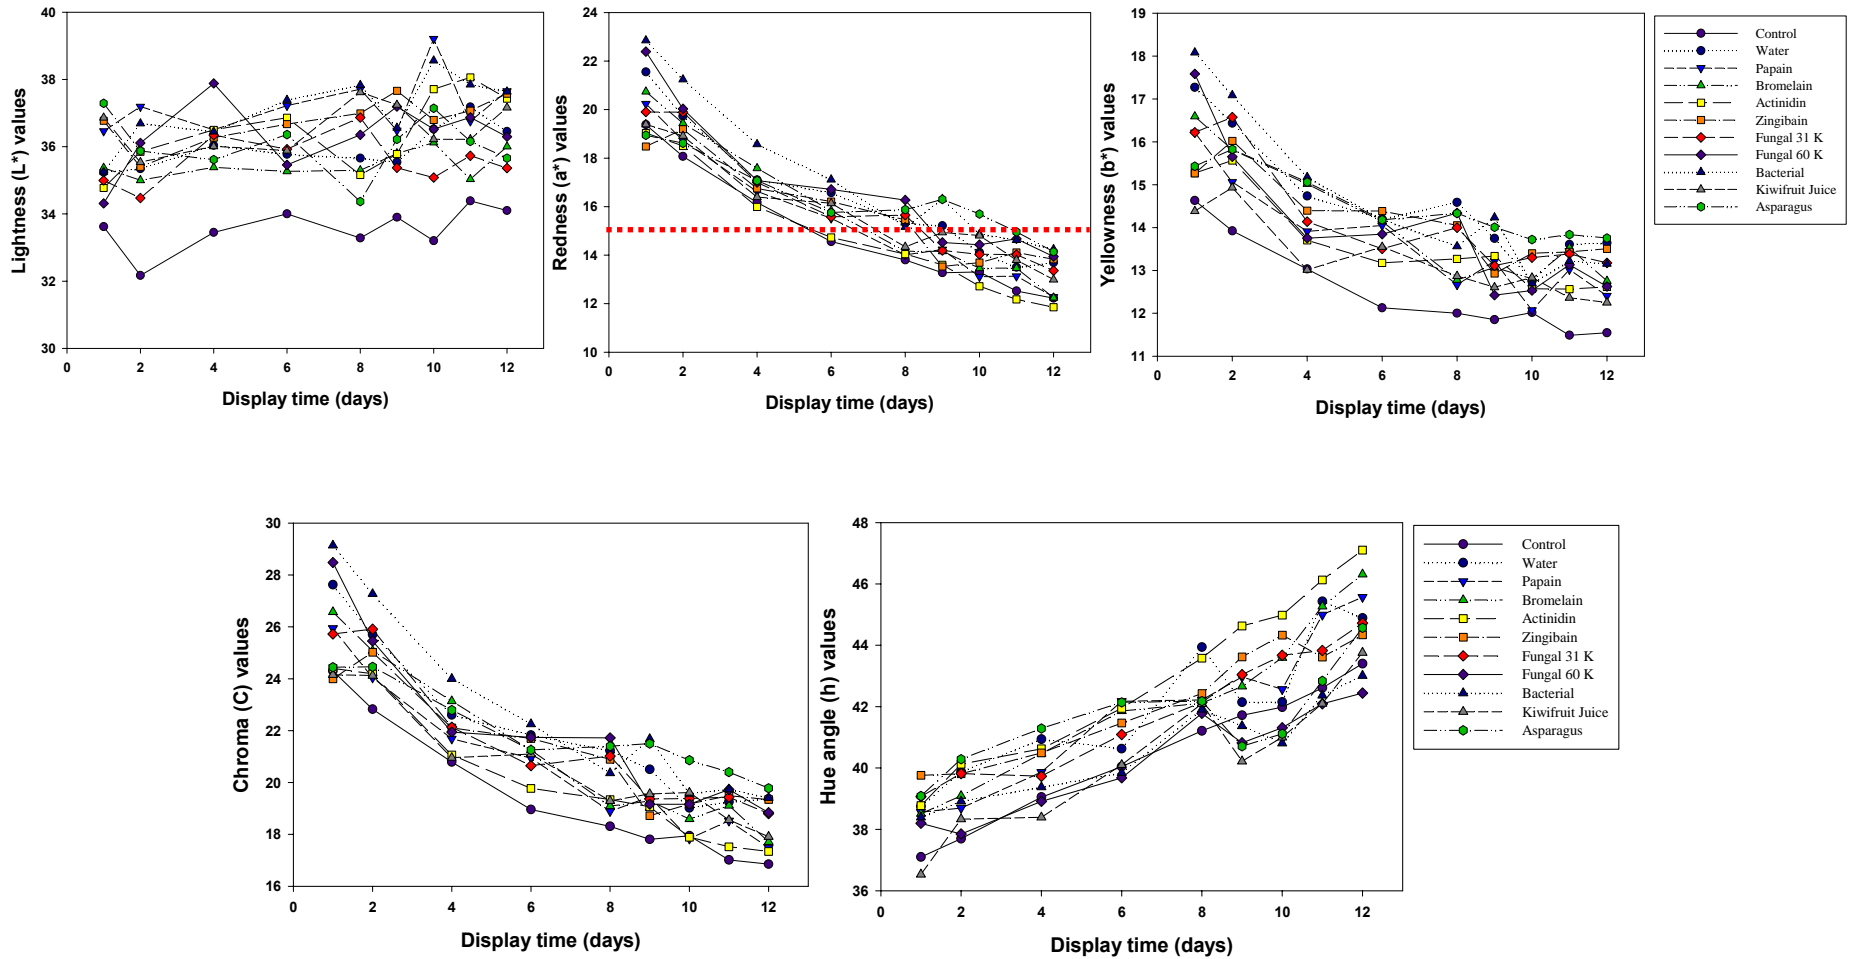 40
38
36
34
32
30
0
2
4
6
8
10
12
Lightness (L*) values
Display time (days)
24
22
20
18
16
14
12
10
0
2
4
6
8
10
12
Redness (a*) values
Display time (days)
19
18
17
16
15
14
13
12
11
0
2
4
6
8
10
12
Yellowness (b*) values
Display time (days)
Control
Water
Papain
Bromelain
Actinidin
Zingibain
Fungal 31 K
Fungal 60 K
Bacterial
Kiwifruit Juice
Asparagus
30
28
26
24
22
20
18
16
0
2
4
6
8
10
12
Chroma (C) values
Display time (days)
48
46
44
42
40
38
36
0
2
4
6
8
10
12
Hue angle (h) values
Display time (days)
Control
Water
Papain
Bromelain
Actinidin
Zingibain
Fungal 31 K
Fungal 60 K
Bacterial
Kiwifruit Juice
Asparagus